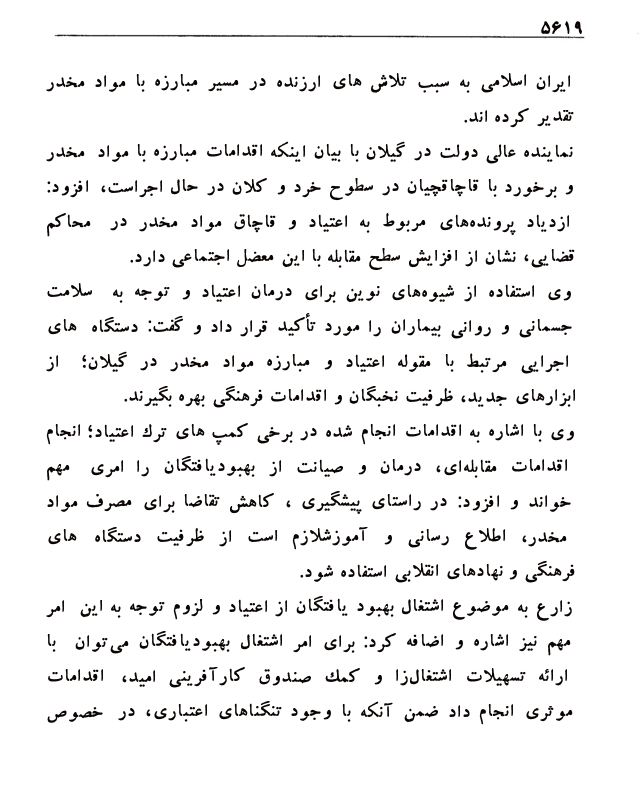 ۵۶۱۹
ایران اسلامی به سبب تلاش های ارزنده در مسیر مبارزه با مواد مخدر
تقدیر کرده اند.
نماینده عالی دولت در گیلان با بیان اینکه اقدامات مبارزه با مواد مخدر
و برخورد با قاچاقچیان در سطوح خرد و کلان در حال اجراست، افزود:
ازدیاد پرونده‌های مربوط به اعتیاد و قاچاق مواد مخدر در محاکم
قضایی، نشان از افزایش سطح مقابله با این معضل اجتماعی دارد.
وی استفاده از شیوه‌های نوین برای درمان اعتیاد و توجه به سلامت
جسمانی و روانی بیماران را مورد تأکید قرار داد و گفت: دستگاه های
اجرایی مرتبط با مقوله اعتیاد و مبارزه مواد مخدر در گیلان؛ از
ابزارهای جدید، ظرفیت نخبگان و اقدامات فرهنگی بهره بگیرند.
وی با اشاره به اقدامات انجام شده در برخی کمپ های ترك اعتیاد؛ انجام
اقدامات مقابله‌ای، درمان و صیانت از بهبودیافتگان را امری مهم
خواند و افزود: در راستای پیشگیری ، کاهش تقاضا برای مصرف مواد
مخدر، اطلاع رسانی و آموزشلازم است از ظرفیت دستگاه های
فرهنگی و نهادهای انقلابی استفاده شود.
زارع به موضوع اشتغال بهبود یافتگان از اعتیاد و لزوم توجه به این امر
مهم نیز اشاره و اضافه کرد: برای امر اشتغال بهبودیافتگان می‌توان با
ارائه تسهیلات اشتغال‌زا و کمك صندوق کارآفرینی امید، اقدامات
موثری انجام داد ضمن آنکه با وجود تنگناهای اعتباری، در خصوص